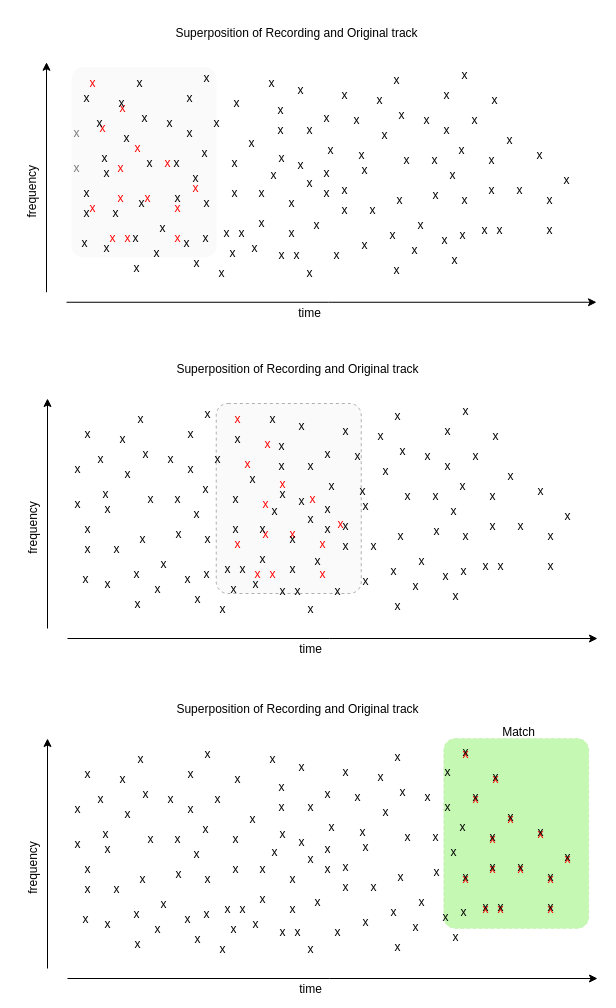 Superposition of Recording and Original track
frequency
time
Superposition of Recording and Original track
frequency
time
Superposition of Recording and Original track
Match
frequency
time